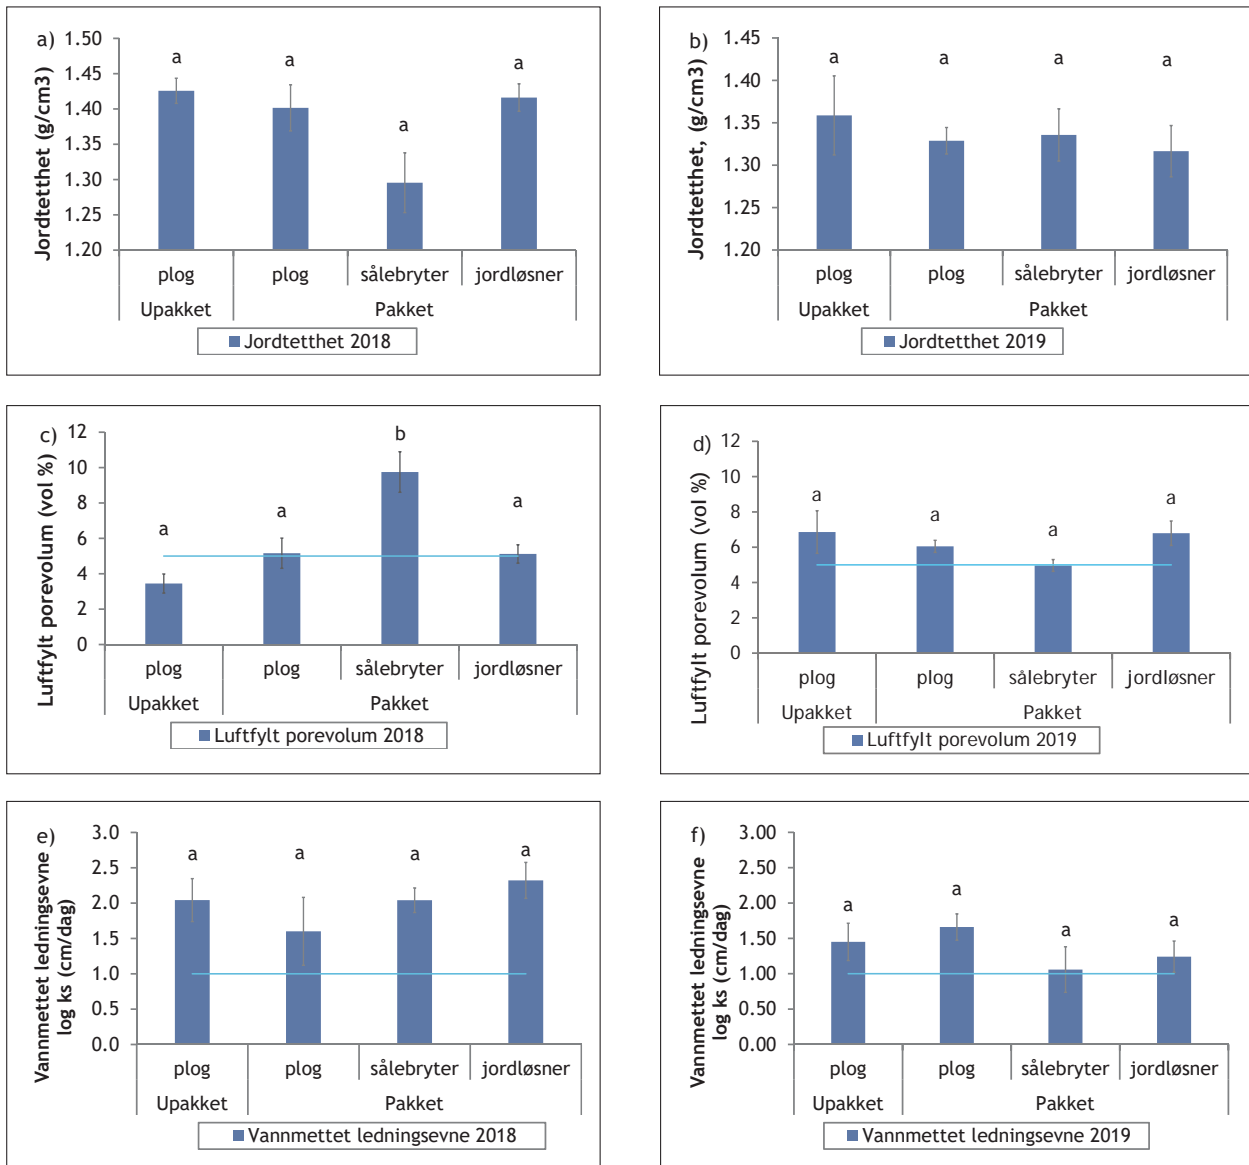 a)
Jordtetthet (g/cm3)
1.50
1.45
1.40
1.35
1.30
1.25
1.20
a
a
a
a
plog
plog
sålebryter
jordløsner
Upakket
Pakket
Jordtetthet 2018
b)
Jordtetthet, (g/cm3)
1.45
1.40
1.35
1.30
1.25
1.20
a
a
a
a
plog
plog
sålebryter
jordløsner
Upakket
Pakket
Jordtetthet 2019
c)
Luftfylt porevolum (vol %)
12
10
8
6
4
2
0
a
a
b
a
plog
plog
sålebryter
jordløsner
Upakket
Pakket
Luftfylt porevolum 2018
d)
Luftfylt porevolum (vol %)
12
10
8
6
4
2
0
a
a
a
a
plog
plog
sålebryter
jordløsner
Upakket
Pakket
Luftfylt porevolum 2019
e)
Vannmettet ledningsevne
log ks (cm/dag)
3.0
2.5
2.0
1.5
1.0
0.5
0.0
a
a
a
a
plog
plog
sålebryter
jordløsner
Upakket
Pakket
Vannmettet ledningsevne 2018
f)
Vannmettet ledningsevne
log ks (cm/dag)
3.00
2.50
2.00
1.50
1.00
0.50
0.00
a
a
a
a
plog
plog
sålebryter
jordløsner
Upakket
Pakket
Vannmettet ledningsevne 2019